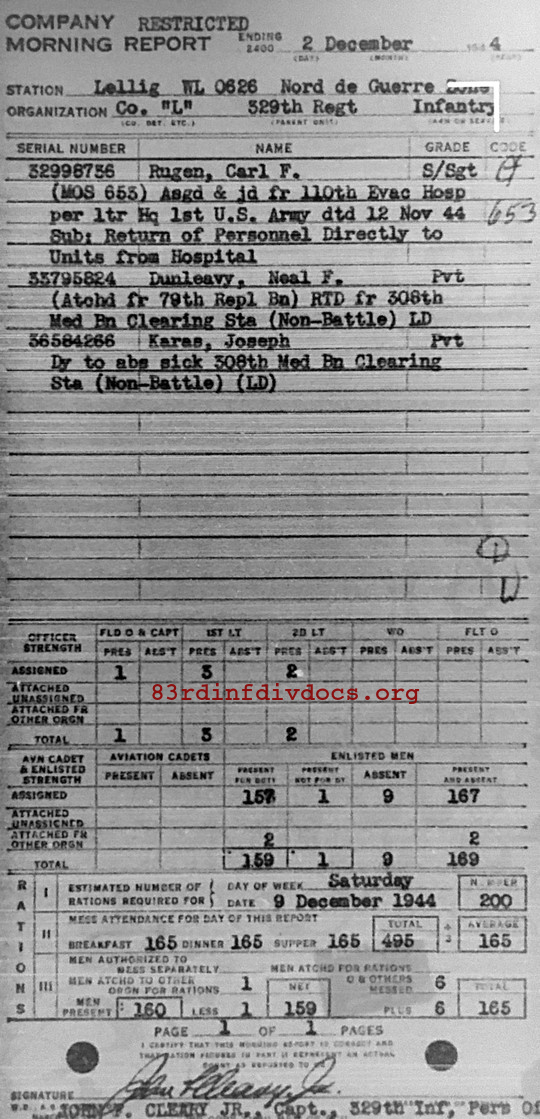 COMPANY RESTRICTED
MORNING REPORT ENDING 2400 2 December 4
(DAY) (MONTH) (YEAR)
STATION Lellig WL 0626 Nord de Guerre Zone
ORGANIZATION Co. "L" 329th Regt Infantry
(CO. DET. ETC.) (PARENT UNIT) (ARM OR SERVICE)
SERIAL NUMBER NAME GRADE CODE
32998756 Rugen, Carl F. S/Sgt
(MOS 653) Asgd & jd fr 110th Evac Hosp
per ltr Hq 1st U.S. Army dtd 12 Nov 44 653
Sub: Return of Personnel Directly to
Units from Hospital
33795824 Dunleavy, Neal F. Pvt
(Atchd fr 79th Repl Bn) RTD fr 308th
Med Bn Clearing Sta (Non-Battle) LD
36584266 Karas, Joseph Pvt
Dy to abs sick 308th Med Bn Clearing
Sta (Non-Battle) (LD)
OFFICER STRENGTH FLD O & CAPT 1ST LT 2D LT W/O FLT O
PRES ABS'T PRES ABS'T PRES ABS'T PRES ABS'T PRES ABS'T
ASSIGNED 1 3 2
ATTACHED UNASSIGNED
83rdinfdivdocs.org
ATTACHED FR OTHER ORGN
TOTAL 1 3 2
AVN CADET & ENLISTED STRENGTH AVIATION CADETS ENLISTED MEN
PRESENT ABSENT PRESENT FOR DUTY PRESENT NOT FOR DY ABSENT PRESENT AND ABSENT
ASSIGNED 157 1 9 167
ATTACHED UNASSIGNED
ATTACHED FR OTHER ORGN 2 2
TOTAL 159 1 9 169
RATIONS
I ESTIMATED NUMBER OF RATIONS REQUIRED FOR DAY OF WEEK Saturday NUMBER
DATE 9 December 1944 200
II MESS ATTENDANCE FOR DAY OF THIS REPORT TOTAL AVERAGE
BREAKFAST 165 DINNER 165 SUPPER 165 495 ÷ 3 165
III MEN AUTHORIZED TO MESS SEPARATELY MEN ATCHD FOR RATIONS
MEN ATCHD TO OTHER ORGN FOR RATIONS 1 NET O & OTHERS MESSED 6 TOTAL
MEN PRESENT 160 LESS 1 159 PLUS 6 165
PAGE 1 OF 1 PAGES
I CERTIFY THAT THIS MORNING REPORT IS CORRECT AND
SIGNATURE John F. Cleary, Jr.
JOHN F. CLEARY JR., Capt., 329th Inf, Pers Of